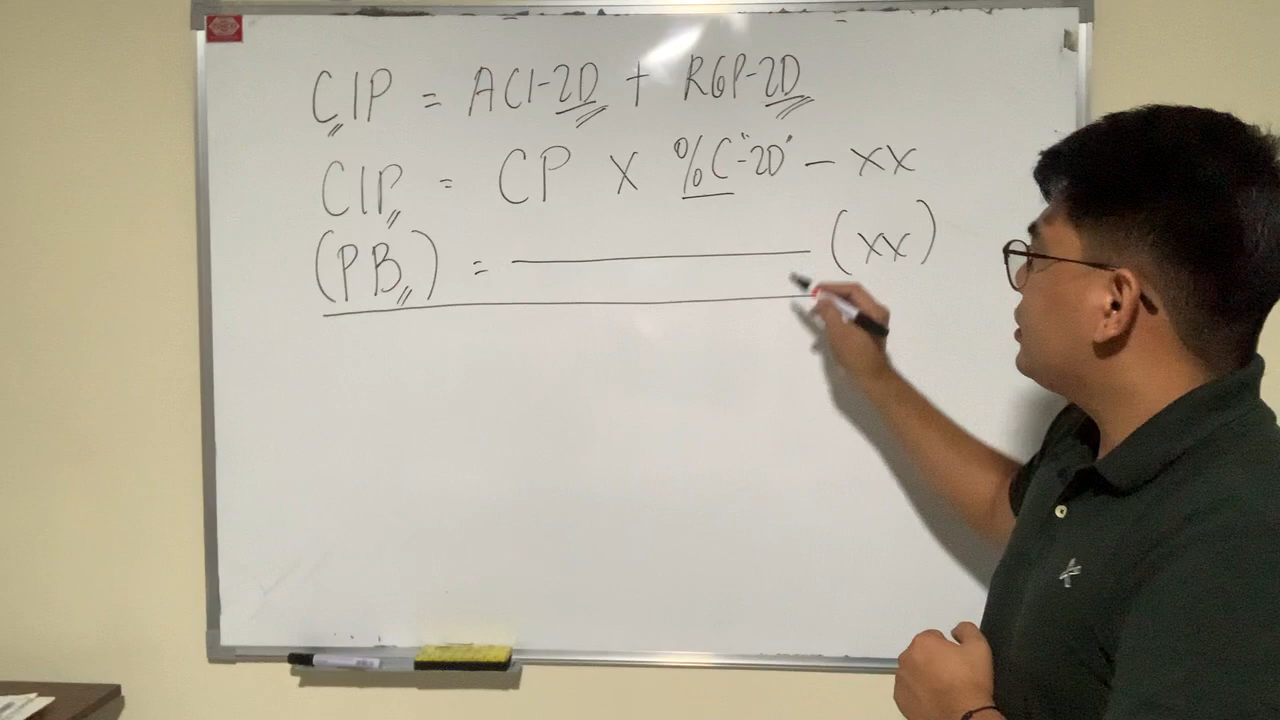 CIP = ACI-2D + RGP-2D
CIP = CP X %C-"2D" - XX
(PB) = (XX)